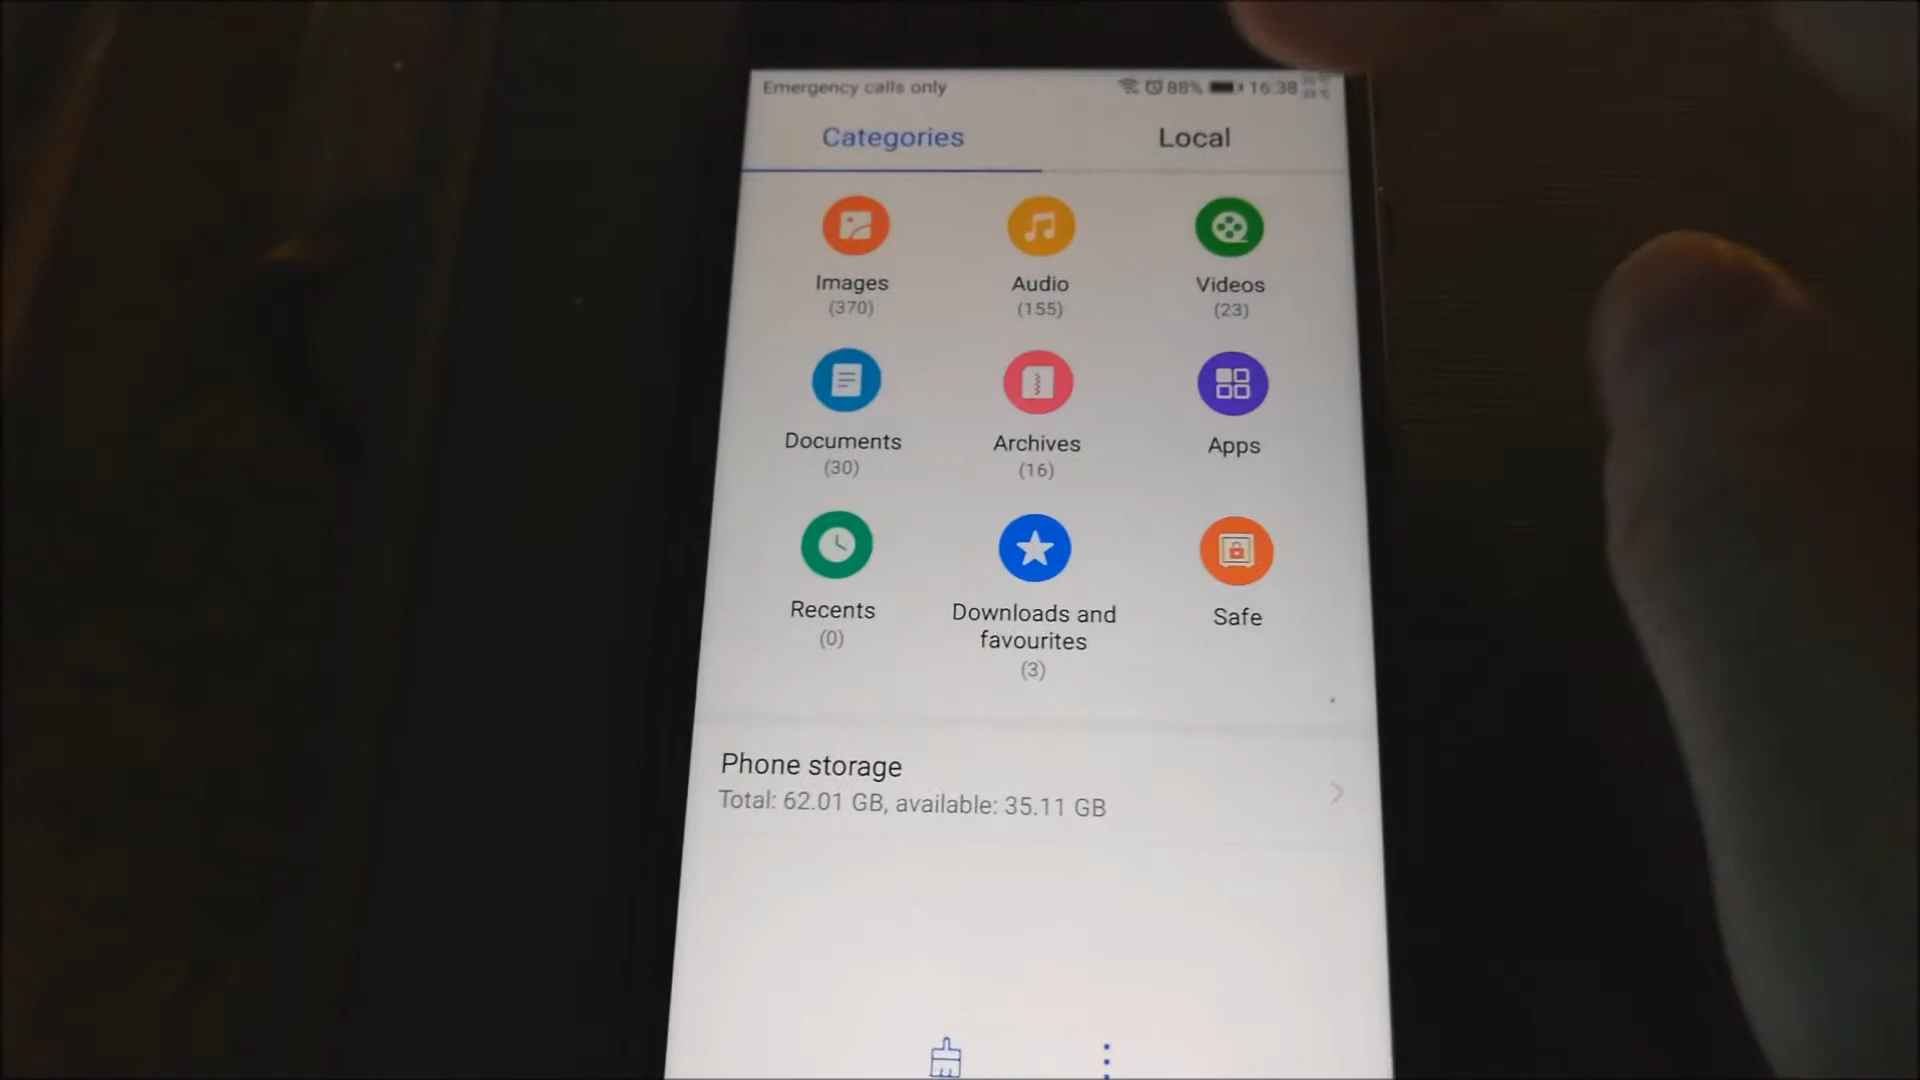 Emergency calls only 88% 16:38
Categories Local
Images Audio Videos
(370) (155) (23)
Documents Archives Apps
(30) (16)
Recents Downloads and favourites Safe
(0) (3)
Phone storage
Total: 62.01 GB, available: 35.11 GB